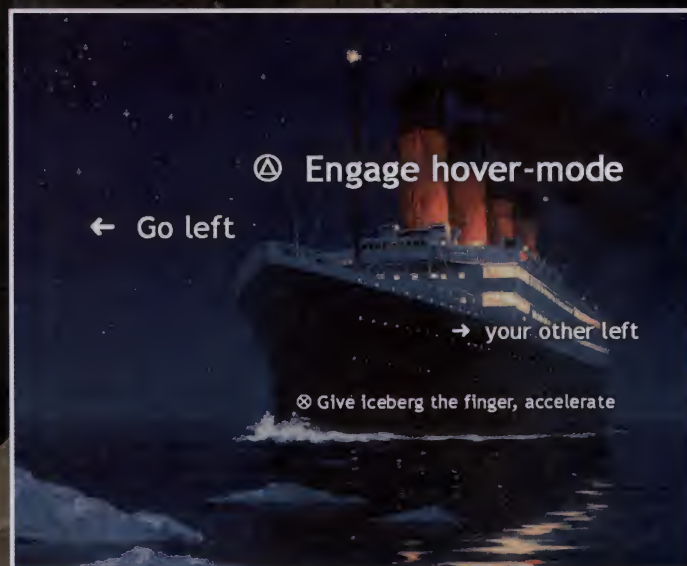 Ⓐ Engage hover-mode
← Go left
→ your other left
⊗ Give iceberg the finger, accelerate